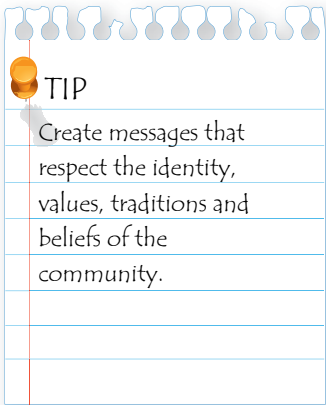 TIP
Create messages that
respect the identity,
values, traditions and
beliefs of the
community.